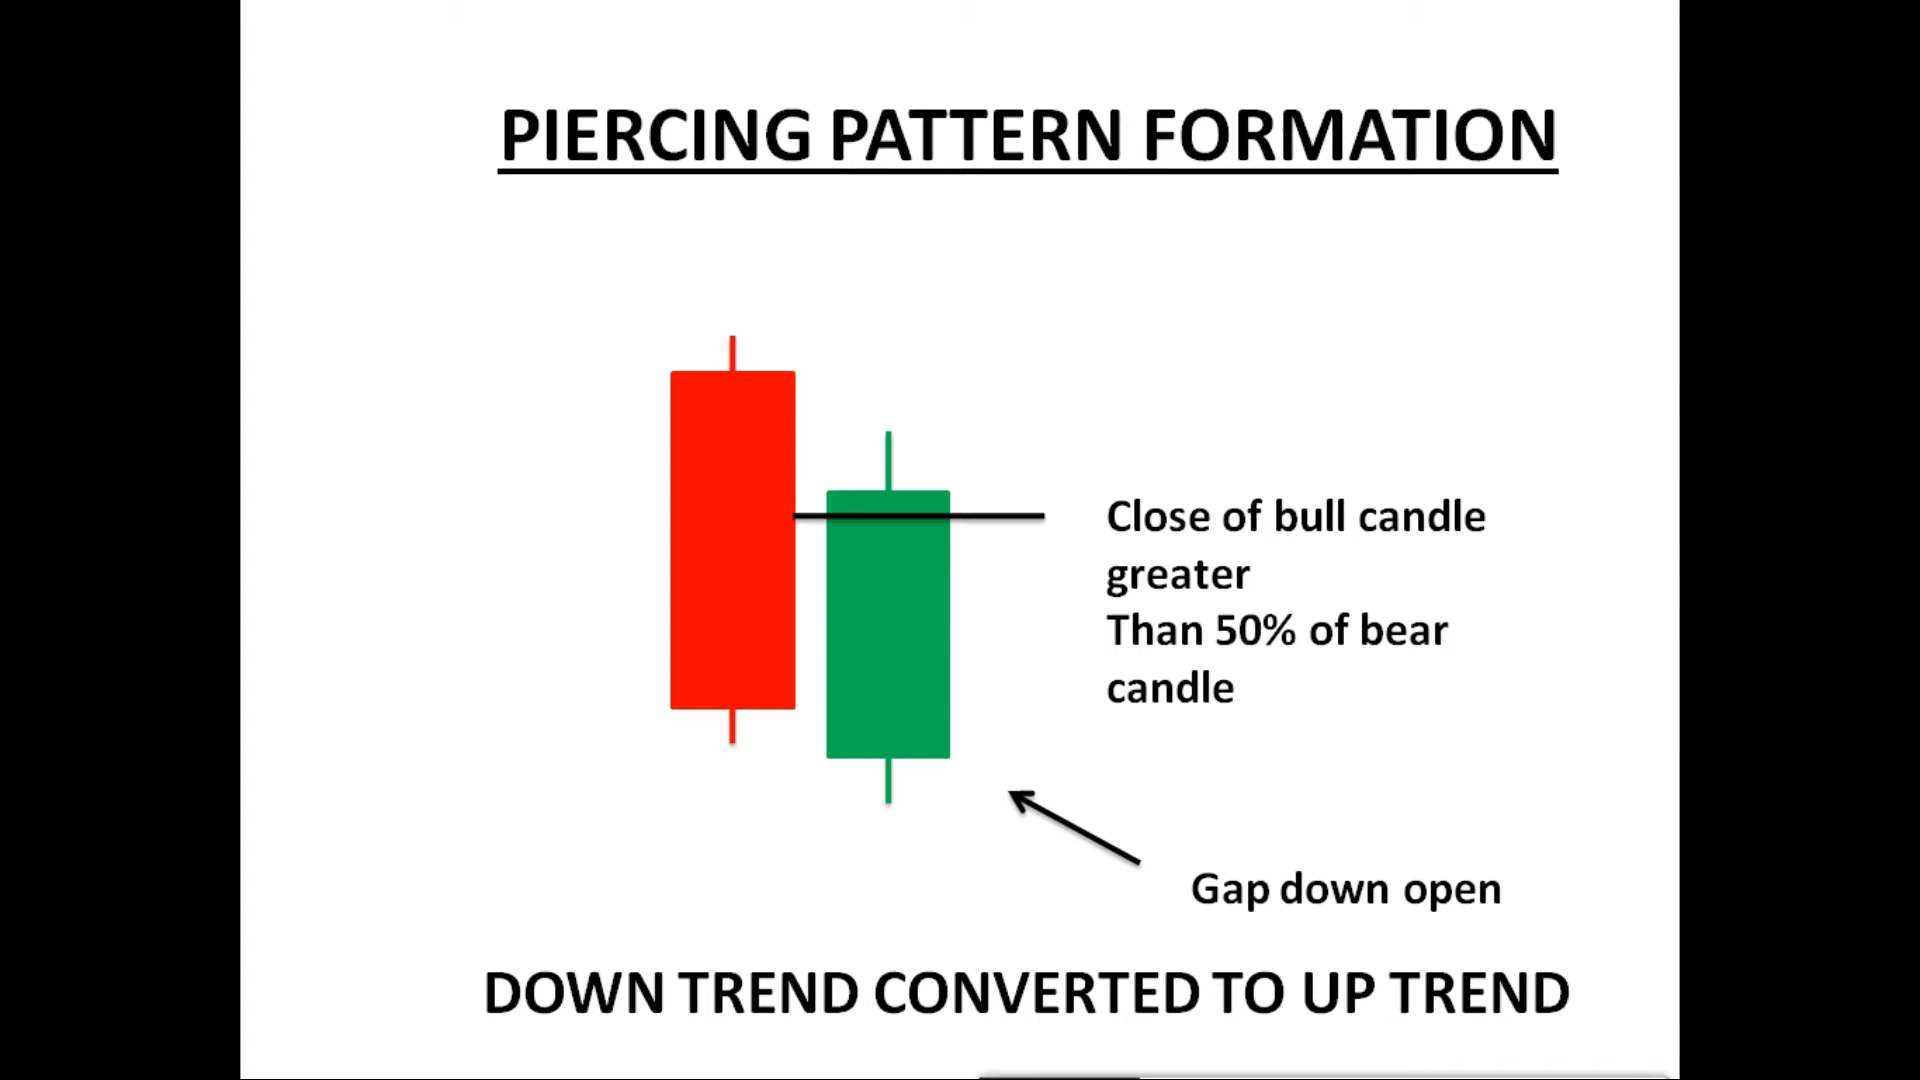 PIERCING PATTERN FORMATION
Close of bull candle
greater
Than 50% of bear
candle
Gap down open
DOWN TREND CONVERTED TO UP TREND